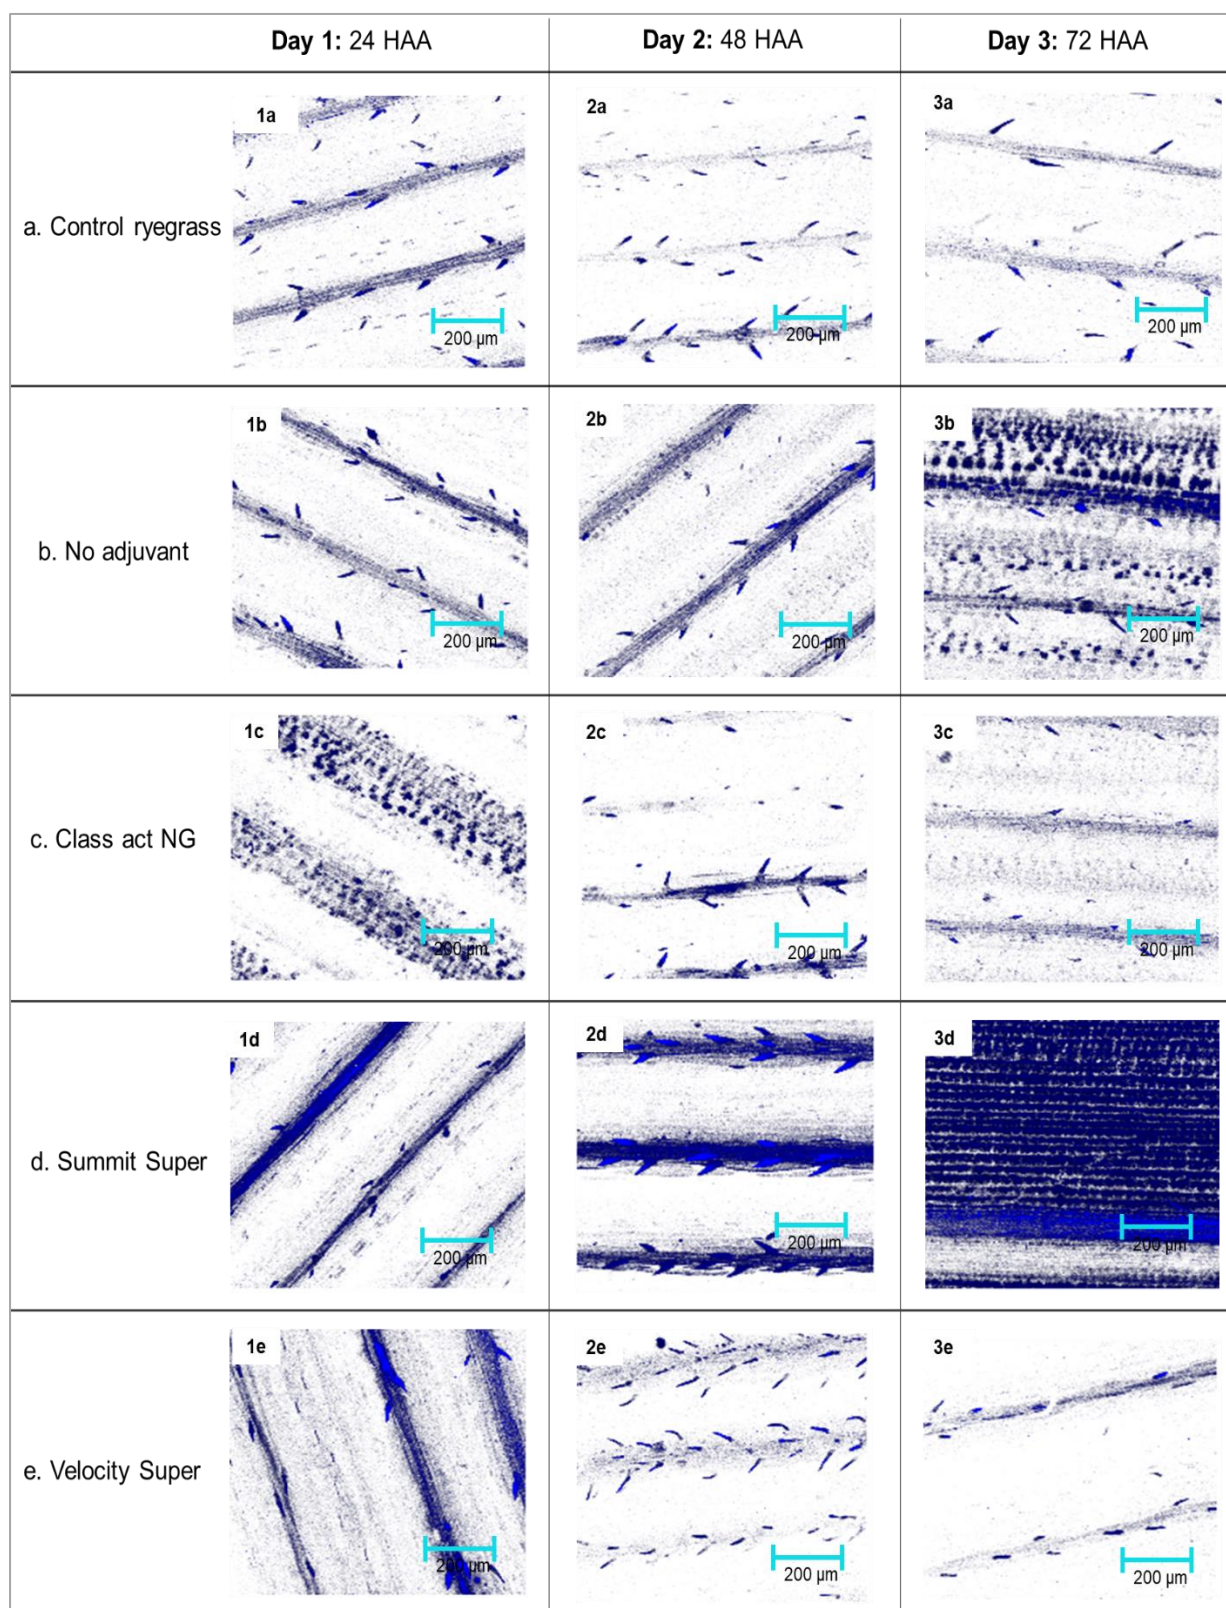 Day 1: 24 HAA
Day 2: 48 HAA
Day 3: 72 HAA
a. Control ryegrass
1a
200 µm
2a
200 µm
3a
200 µm
b. No adjuvant
1b
200 µm
2b
200 µm
3b
200 µm
c. Class act NG
1c
200 µm
2c
200 µm
3c
200 µm
d. Summit Super
1d
200 µm
2d
200 µm
3d
200 µm
e. Velocity Super
1e
200 µm
2e
200 µm
3e
200 µm